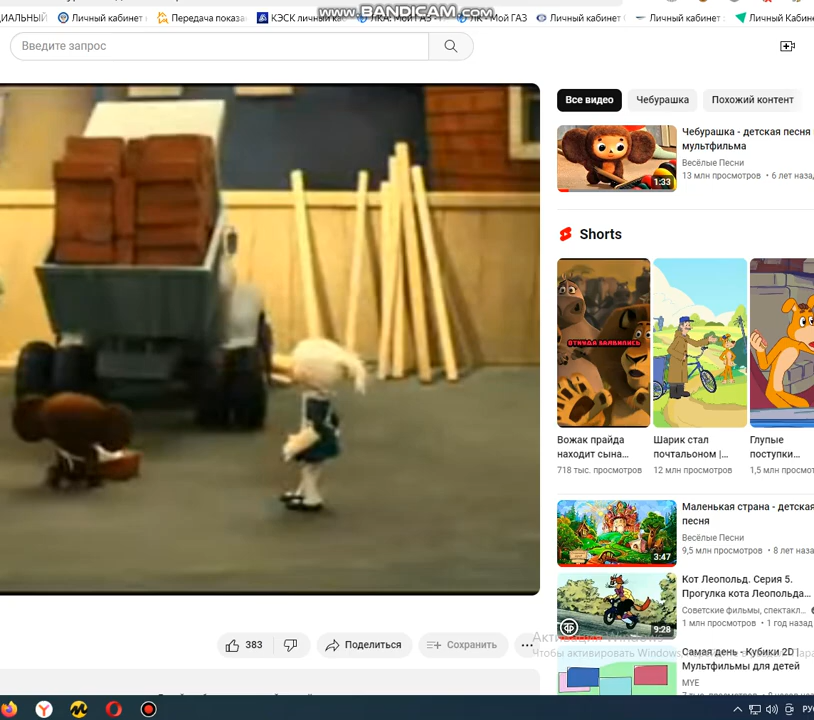 www.BANDICAM.com
Личный кабинет
Передача показа
КЭСК личный ка
ЛК - Мой ГАЗ
Личный кабинет
Личный кабинет
Личный Кабине
Введите запрос
Все видео
Чебурашка
Похожий контент
Чебурашка - детская песня
мультфильма
Весёлые Песни
13 млн просмотров • 6 лет наза
1:33
Shorts
ОТКУДА ВЗЯЛИСЬ
Вожак прайда
находит сына...
718 тыс. просмотров
Шарик стал
почтальоном |...
12 млн просмотров
Глупые
поступки...
1,5 млн просмот
Маленькая страна - детская
песня
Весёлые Песни
9,5 млн просмотров • 8 лет наза
3:47
Кот Леопольд. Серия 5.
Прогулка кота Леопольда...
Советские фильмы, спектакл...
1 млн просмотров • 1 год назад
9:28
383
Поделиться
Сохранить
Активация Windows
Чтобы активировать Windows
Самая день - Кубики 2D |
Мультфильмы для детей
MYE
РУС